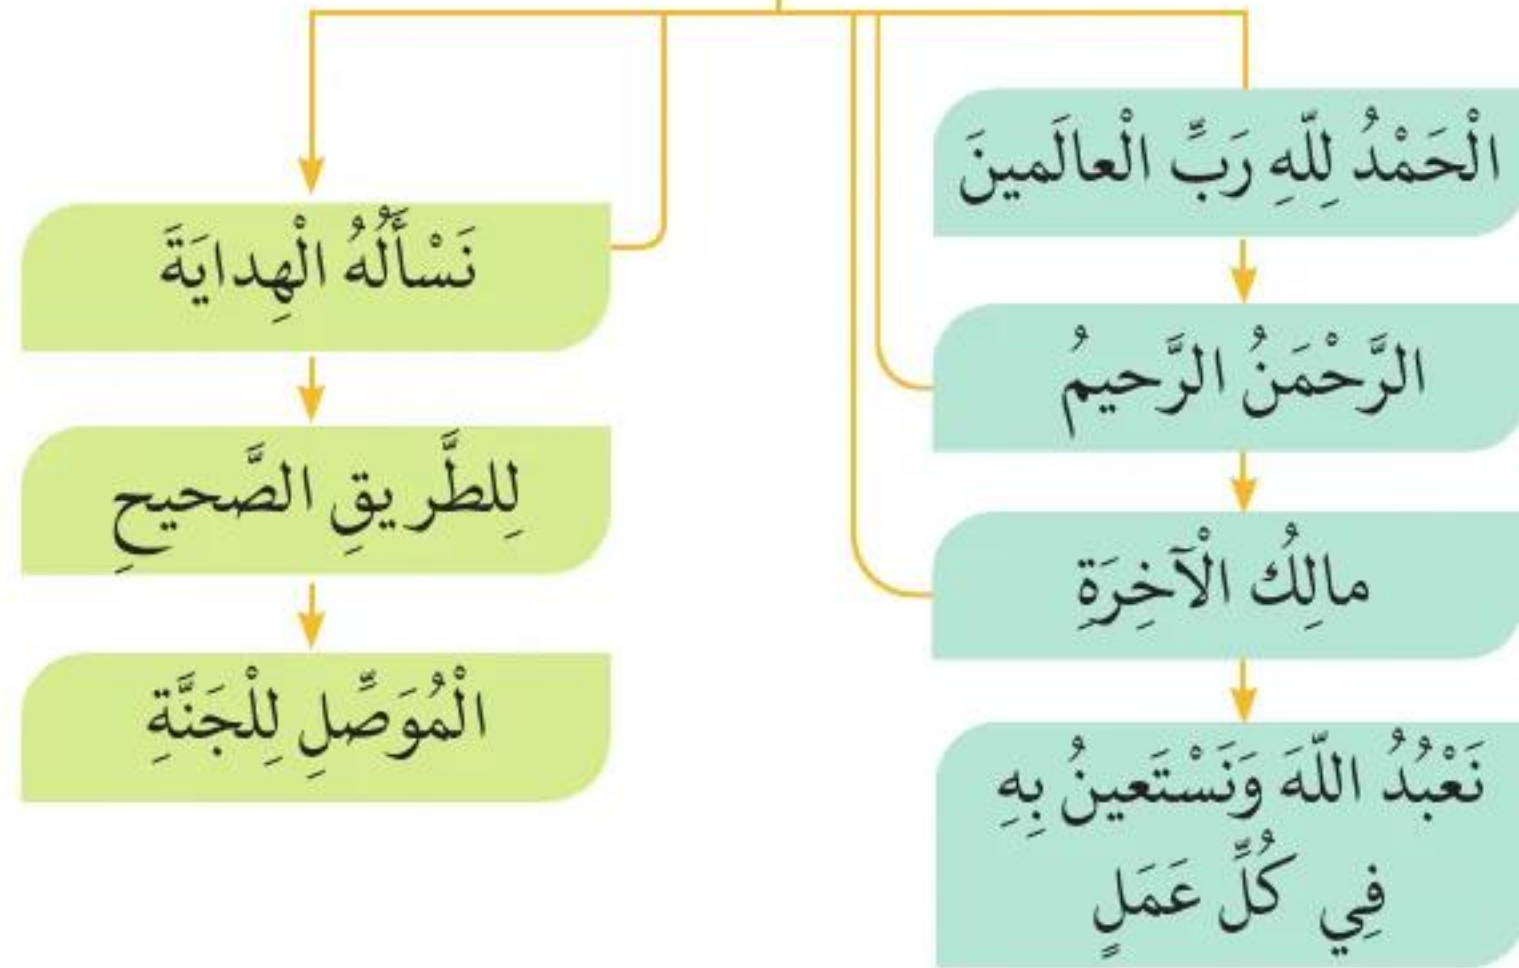 الْحَمْدُ لِلّهِ رَبِّ الْعالَمينَ
الرَّحْمَنُ الرَّحيمُ
مالِكُ الْآخِرَةِ
نَعْبُدُ اللّهَ وَنَسْتَعينُ بِهِ
فِي كُلِّ عَمَلٍ
نَسْأَلُهُ الْهِدايَةَ
لِلطَّريقِ الصَّحيحِ
الْمُوَصِّلِ لِلْجَنَّةِ